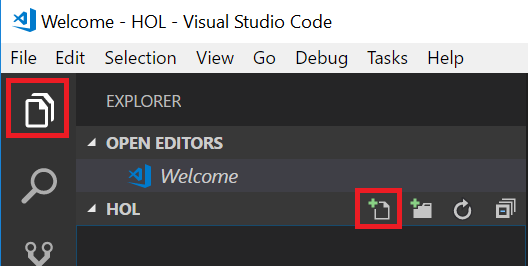 Welcome - HOL - Visual Studio Code
File Edit Selection View Go Debug Tasks Help
EXPLORER
OPEN EDITORS
Welcome
HOL